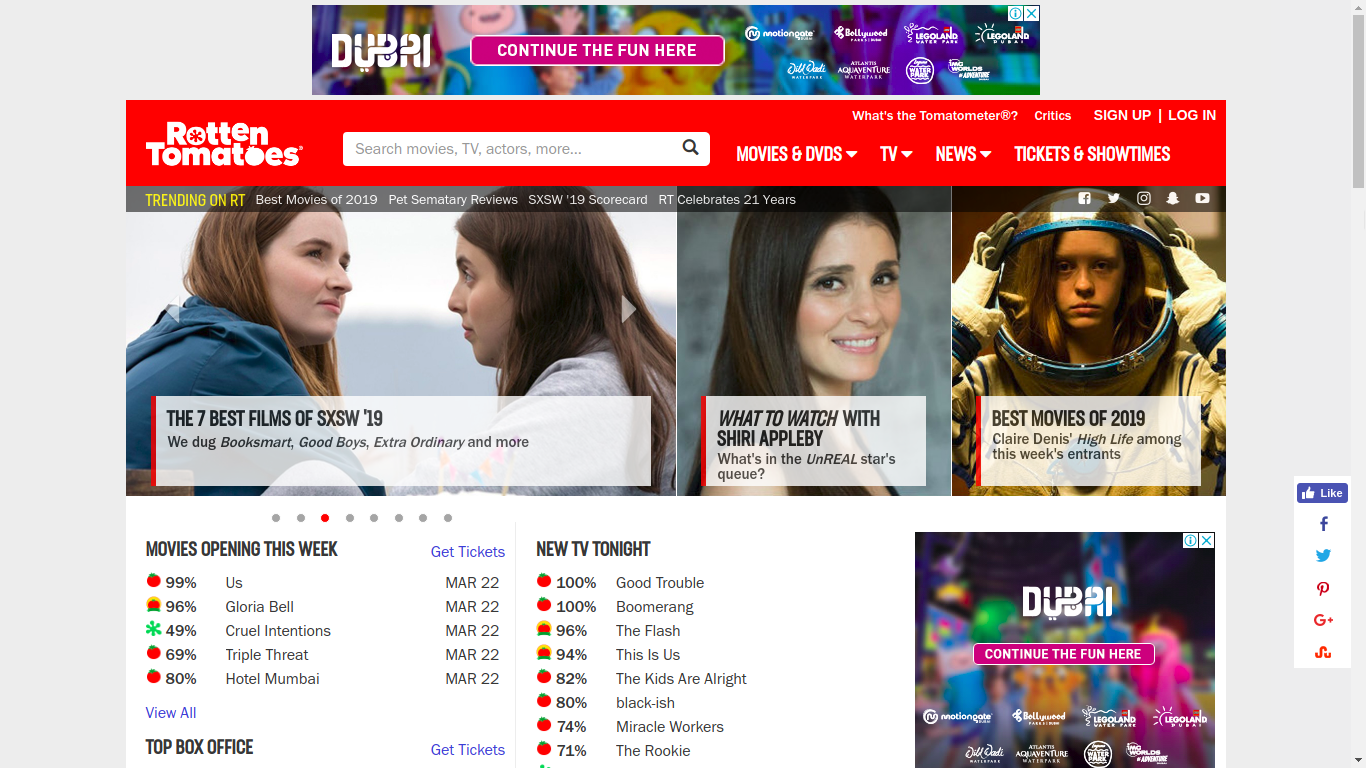 DUBAI
CONTINUE THE FUN HERE
motiongate
Bollywood
LEGOLAND
WATER PARK
LEGOLAND
DUBAI
Wild Wadi
WATERPARK
ATLANTIS
AQUAVENTURE
WATERPARK
WATER PARK
IMG
WORLDS
of ADVENTURE
What's the Tomatometer®?
Critics
SIGN UP | LOG IN
Rotten
Tomatoes
Search movies, TV, actors, more...
MOVIES & DVDS
TV
NEWS
TICKETS & SHOWTIMES
TRENDING ON RT
Best Movies of 2019
Pet Sematary Reviews
SXSW '19 Scorecard
RT Celebrates 21 Years
THE 7 BEST FILMS OF SXSW '19
We dug Booksmart, Good Boys, Extra Ordinary and more
WHAT TO WATCH WITH
SHIRI APPLEBY
What's in the UnREAL star's
queue?
BEST MOVIES OF 2019
Claire Denis' High Life among
this week's entrants
Like
MOVIES OPENING THIS WEEK
Get Tickets
99% Us MAR 22
96% Gloria Bell MAR 22
49% Cruel Intentions MAR 22
69% Triple Threat MAR 22
80% Hotel Mumbai MAR 22
View All
TOP BOX OFFICE
Get Tickets
NEW TV TONIGHT
100% Good Trouble
100% Boomerang
96% The Flash
94% This Is Us
82% The Kids Are Alright
80% black-ish
74% Miracle Workers
71% The Rookie
DUBAI
CONTINUE THE FUN HERE
motiongate
Bollywood
LEGOLAND
WATER PARK
LEGOLAND
DUBAI
Wild Wadi
WATERPARK
ATLANTIS
AQUAVENTURE
WATERPARK
WATER PARK
IMG
WORLDS
of ADVENTURE